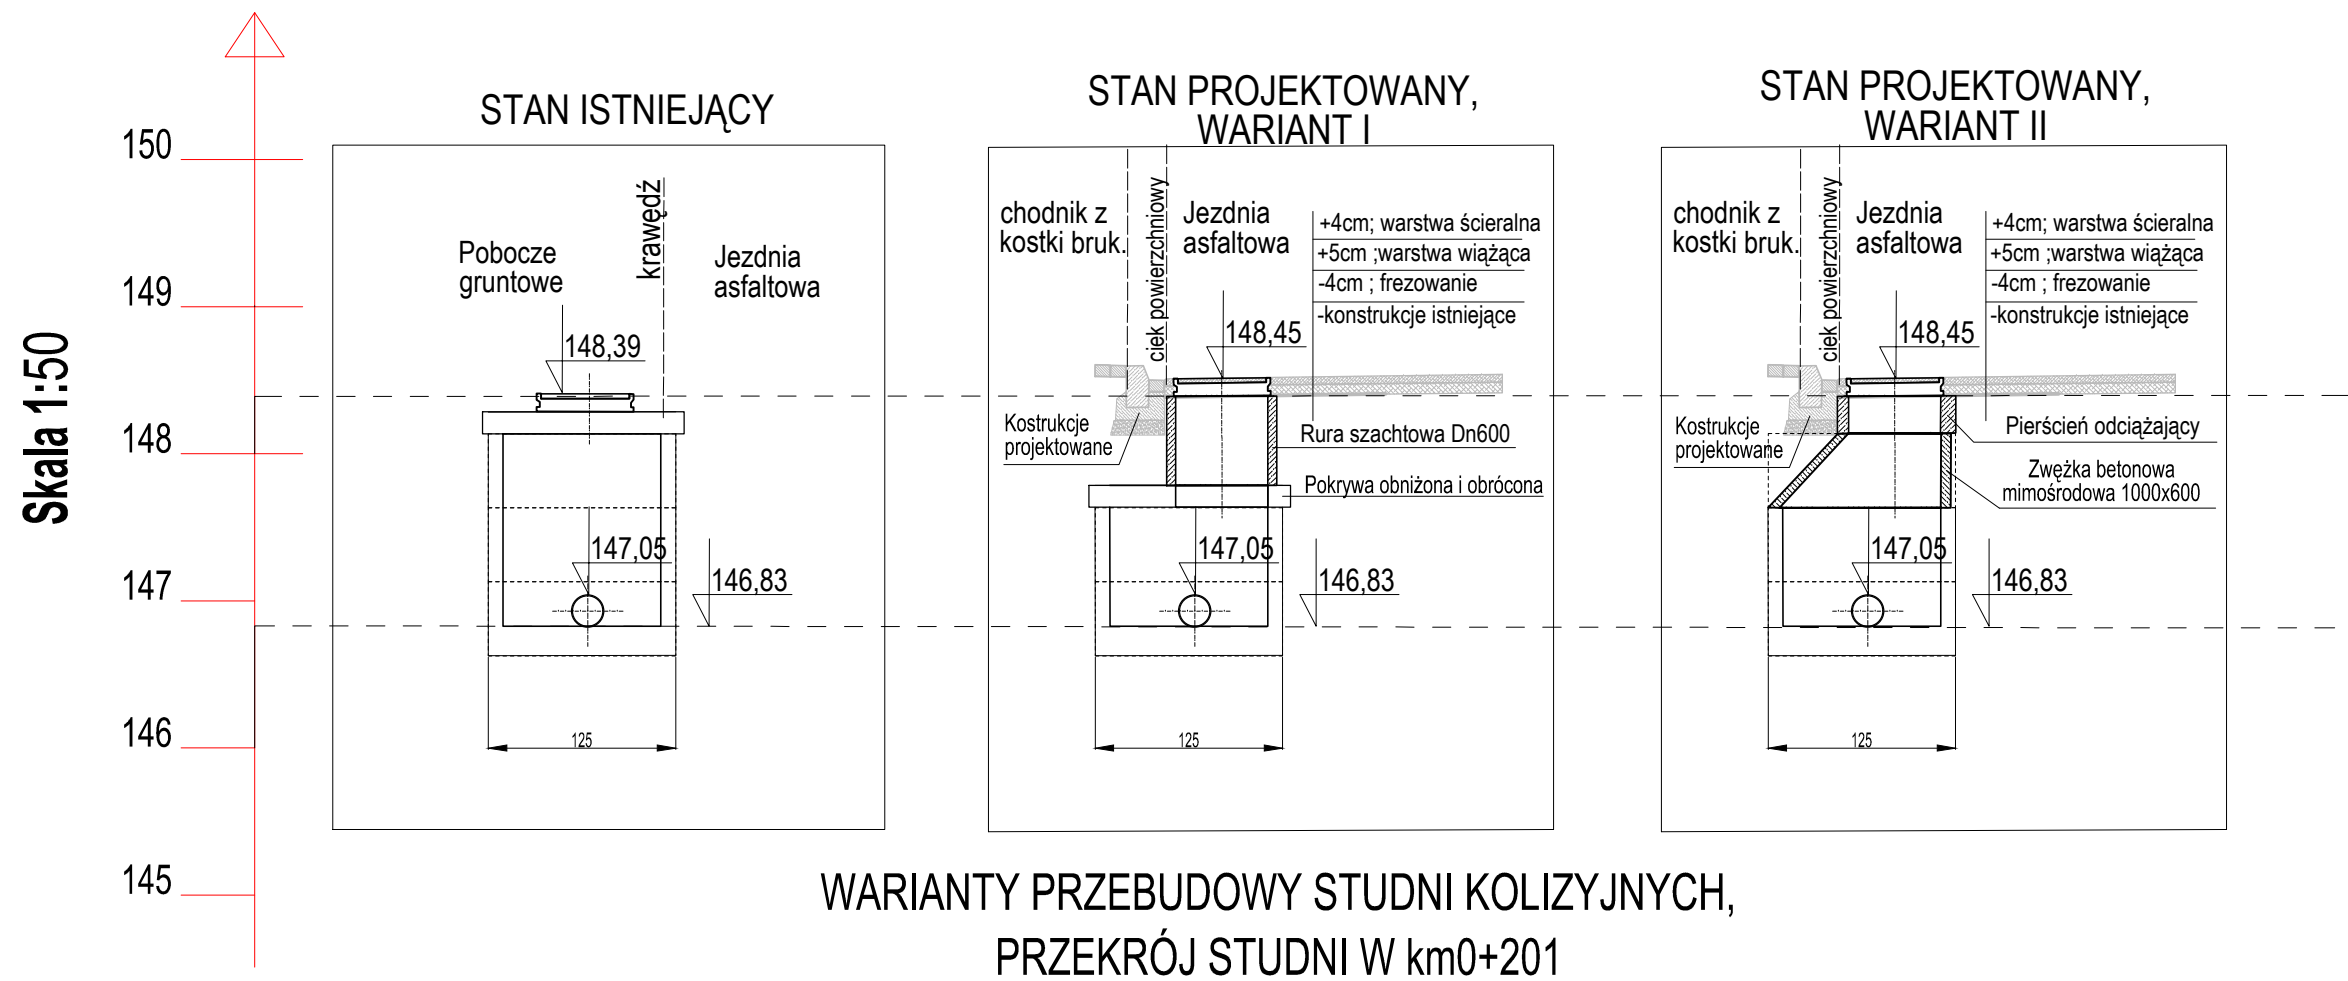 Skala 1:50
150
149
148
147
146
145
STAN ISTNIEJĄCY
Pobocze
gruntowe
krawędź
Jezdnia
asfaltowa
148,39
147,05
146,83
125
STAN PROJEKTOWANY,
WARIANT I
chodnik z
kostki bruk.
ciek powierzchniowy
Jezdnia
asfaltowa
+4cm; warstwa ścieralna
+5cm ;warstwa wiążąca
-4cm ; frezowanie
-konstrukcje istniejące
148,45
Kostrukcje
projektowane
Rura szachtowa Dn600
Pokrywa obniżona i obrócona
147,05
146,83
125
STAN PROJEKTOWANY,
WARIANT II
chodnik z
kostki bruk.
ciek powierzchniowy
Jezdnia
asfaltowa
+4cm; warstwa ścieralna
+5cm ;warstwa wiążąca
-4cm ; frezowanie
-konstrukcje istniejące
148,45
Kostrukcje
projektowane
Pierścień odciążający
Zwężka betonowa
mimośrodowa 1000x600
147,05
146,83
125
WARIANTY PRZEBUDOWY STUDNI KOLIZYJNYCH,
PRZEKRÓJ STUDNI W km0+201